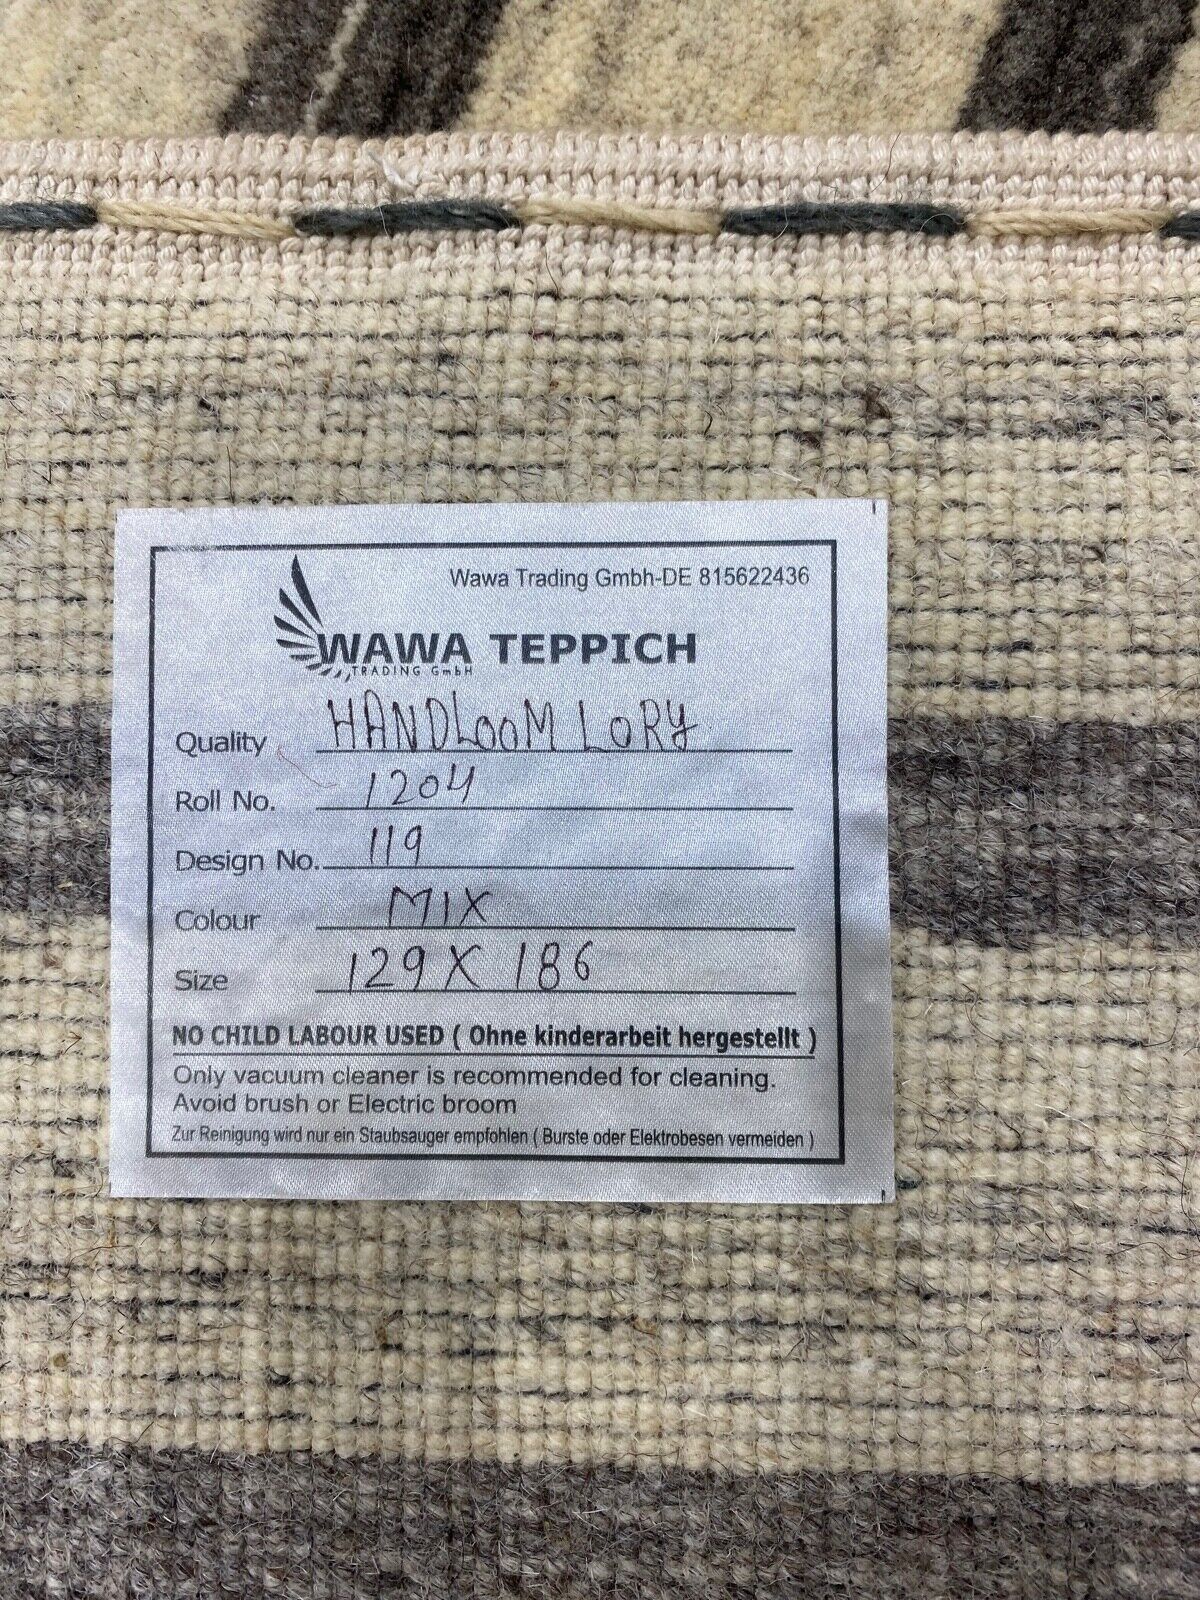 Wawa Trading Gmbh-DE 815622436
WAWA TEPPICH
TRADING GmbH
Quality HANDLOOM LORY
Roll No. 1204
Design No. 119
Colour MIX
Size 129 X 186
NO CHILD LABOUR USED ( Ohne kinderarbeit hergestellt )
Only vacuum cleaner is recommended for cleaning.
Avoid brush or Electric broom
Zur Reinigung wird nur ein Staubsauger empfohlen ( Burste oder Elektrobesen vermeiden )